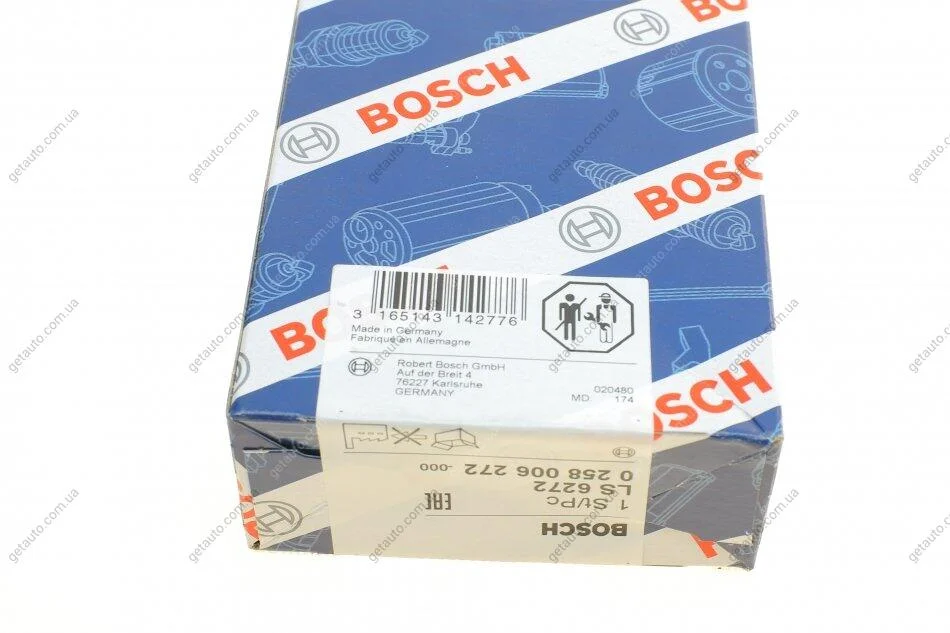 BOSCH
BOSCH
BOSC
BOSCH
BOSCH
3 165143 142776
Made in Germany
Fabriqué en Allemagne
Robert Bosch GmbH
Auf der Breit 4
76227 Karlsruhe
GERMANY
020480
MD. 174
0 258 006 272 -000
LS 6272
1 St/Pc
EAC
BOSCH
getauto.com.ua